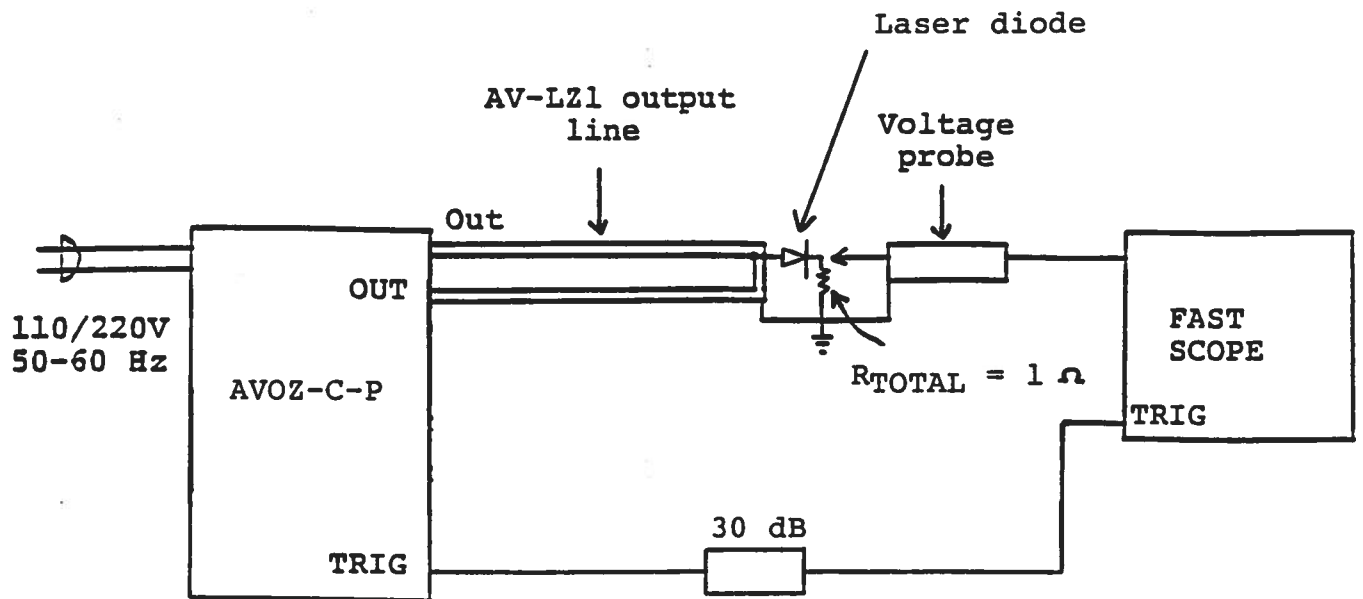 Laser diode
AV-LZ1 output
line
Voltage
probe
Out
OUT
110/220V
50-60 Hz
AVOZ-C-P
R_TOTAL = 1 Ω
FAST
SCOPE
TRIG
30 dB
TRIG